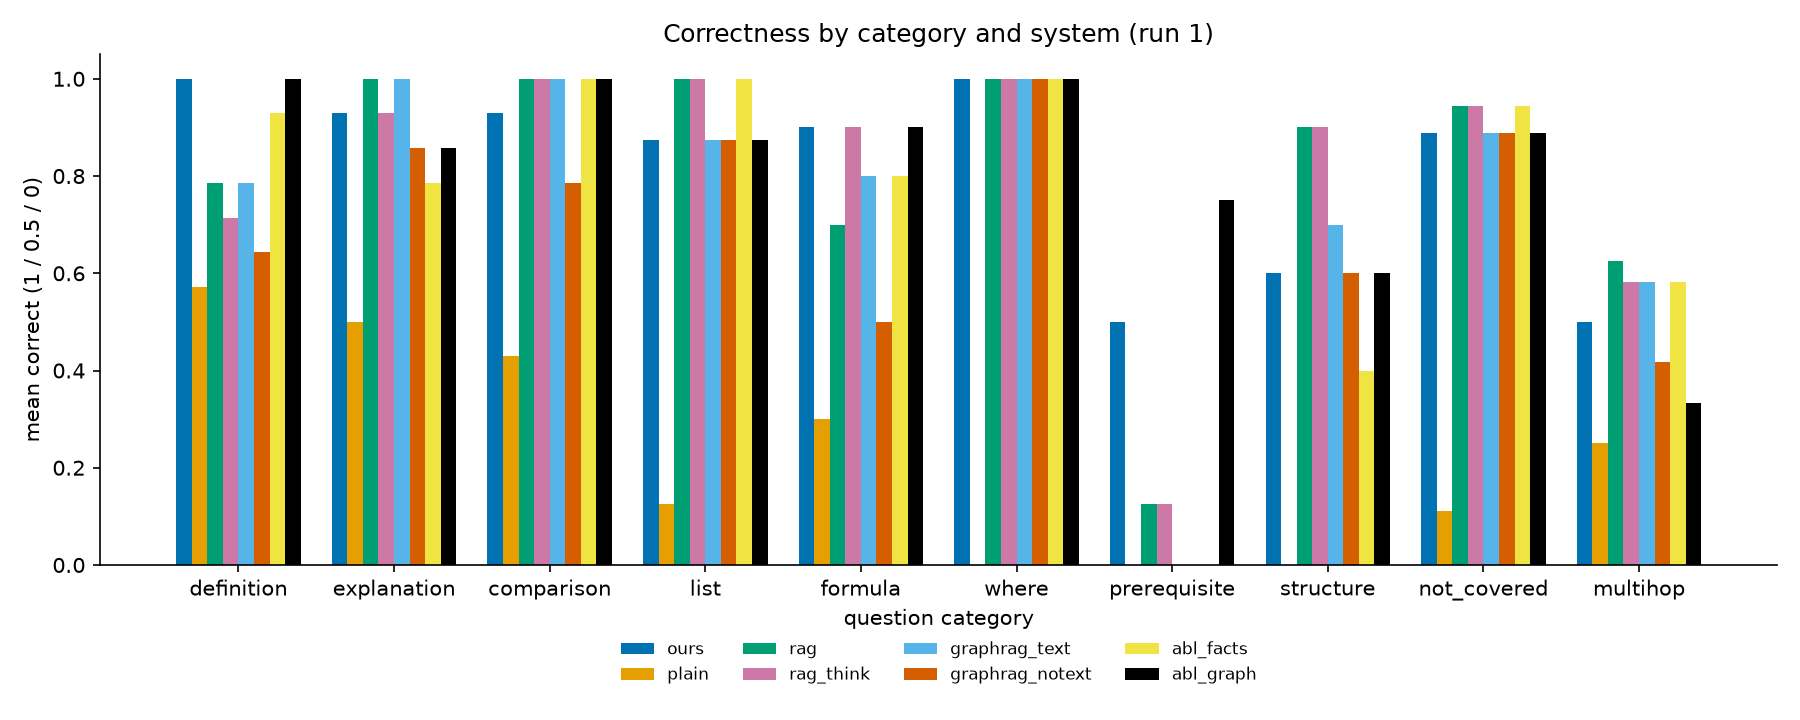 Correctness by category and system (run 1)
mean correct (1 / 0.5 / 0)
1.0
0.8
0.6
0.4
0.2
0.0
definition explanation comparison list formula where prerequisite structure not_covered multihop
question category
ours rag graphrag_text abl_facts
plain rag_think graphrag_notext abl_graph